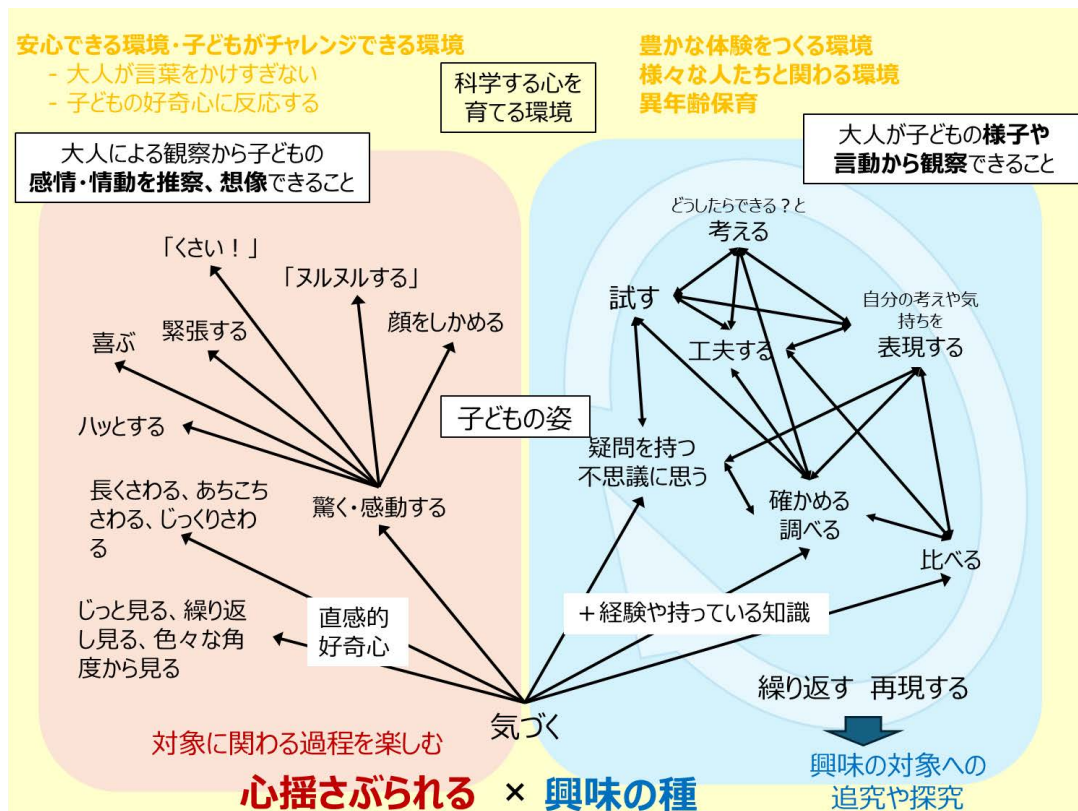 安心できる環境・子どもがチャレンジできる環境
- 大人が言葉をかけすぎない
- 子どもの好奇心に反応する
科学する心を
育てる環境
豊かな体験をつくる環境
様々な人たちと関わる環境
異年齢保育
大人による観察から子どもの
感情・情動を推察、想像できること
大人が子どもの様子や
言動から観察できること
「くさい！」
「ヌルヌルする」
顔をしかめる
緊張する
喜ぶ
ハッとする
驚く・感動する
長くさわる、あちこち
さわる、じっくりさわ
る
じっと見る、繰り返
し見る、色々な角
度から見る
直感的
好奇心
子どもの姿
どうしたらできる？と
考える
試す
工夫する
自分の考えや気
持ちを
表現する
疑問を持つ
不思議に思う
確かめる
調べる
比べる
＋経験や持っている知識
気づく
繰り返す 再現する
対象に関わる過程を楽しむ
心揺さぶられる × 興味の種
興味の対象への
追究や探究